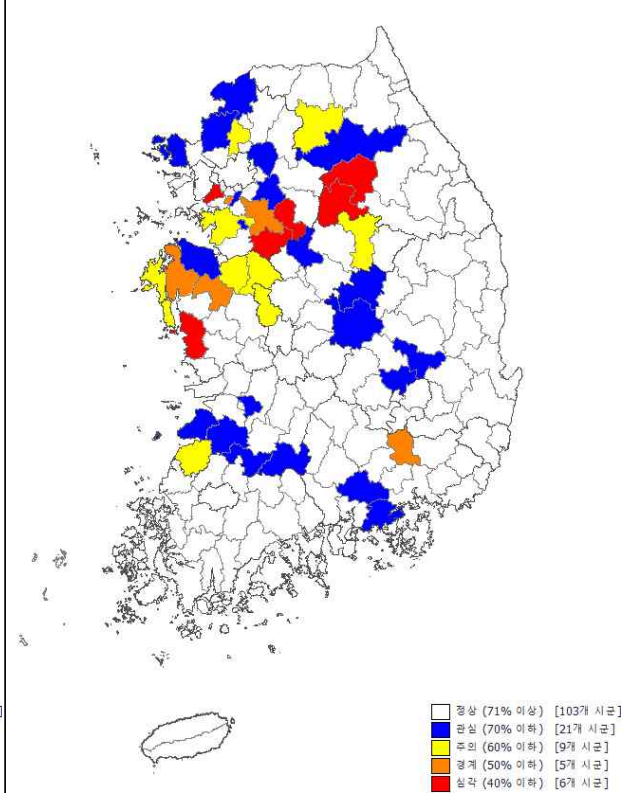 정상 (71% 이상) [103개 시군]
관심 (70% 이하) [21개 시군]
주의 (60% 이하) [9개 시군]
경계 (50% 이하) [5개 시군]
심각 (40% 이하) [6개 시군]